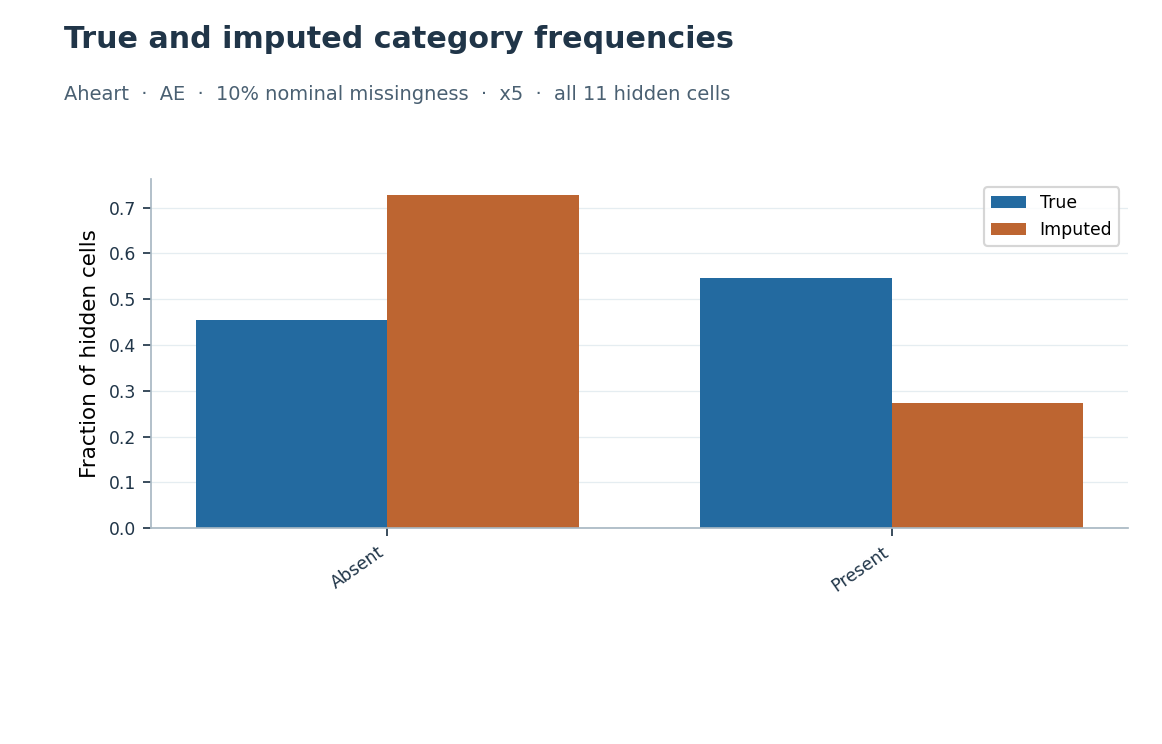 True and imputed category frequencies
Aheart · AE · 10% nominal missingness · x5 · all 11 hidden cells
True
Imputed
Fraction of hidden cells
0.7
0.6
0.5
0.4
0.3
0.2
0.1
0.0
Absent
Present